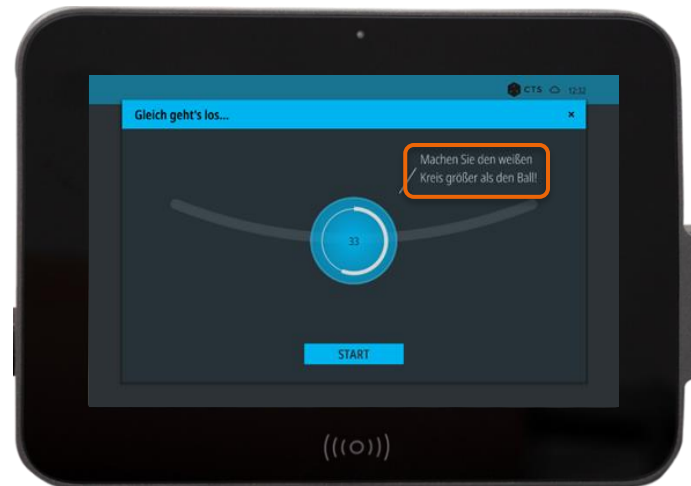 CTS 12:32
Gleich geht's los... ×
Machen Sie den weißen
Kreis größer als den Ball!
33
START